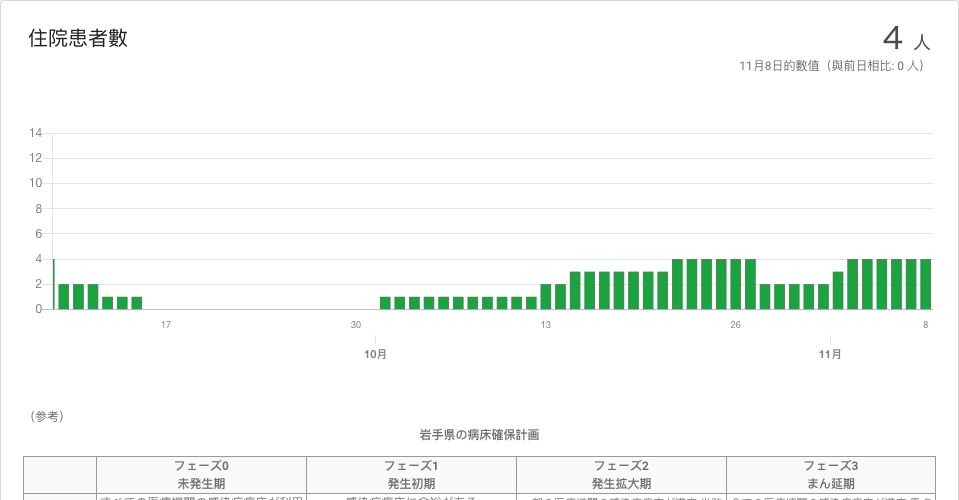 住院患者數
4 人
11月8日的數值（與前日相比: 0 人）
14
12
10
8
6
4
2
0
17 30 13 26 8
10月 11月
（参考）
岩手県の病床確保計画
フェーズ0 フェーズ1 フェーズ2 フェーズ3
未発生期 発生初期 発生拡大期 まん延期